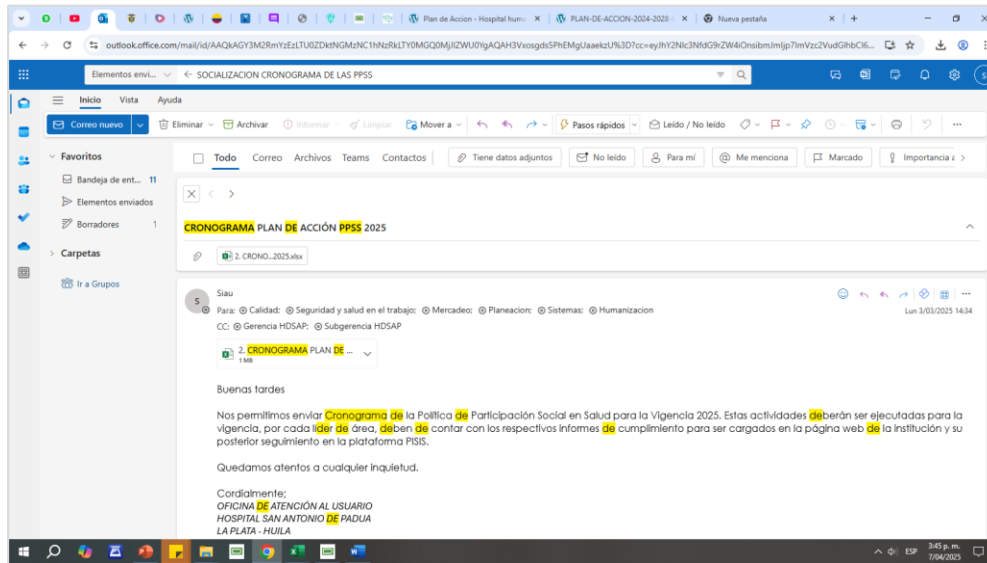 Plan de Accion - Hospital huma
PLAN-DE-ACCION-2024-2028-
Nueva pestaña
outlook.office.com/mail/id/
Elementos envi...
SOCIALIZACION CRONOGRAMA DE LAS PPSS
Inicio Vista Ayuda
Correo nuevo Eliminar Archivar Informar Limpiar Mover a Pasos rápidos Leído / No leído
Favoritos
Todo Correo Archivos Teams Contactos Tiene datos adjuntos No leído Para mí Me menciona Marcado Importancia
Bandeja de ent... 11
Elementos enviados
Borradores 1
Carpetas
Ir a Grupos
CRONOGRAMA PLAN DE ACCIÓN PPSS 2025
2. CRONO...2025.xlsx
S
Siau
Para: Calidad; Seguridad y salud en el trabajo; Mercadeo; Planeacion; Sistemas; Humanizacion
Lun 3/03/2025 14:34
CC: Gerencia HDSAP; Subgerencia HDSAP
2. CRONOGRAMA PLAN DE ...
1 MB
Buenas tardes
Nos permitimos enviar Cronograma de la Política de Participación Social en Salud para la Vigencia 2025. Estas actividades deberán ser ejecutadas para la
vigencia, por cada líder de área, deben de contar con los respectivos informes de cumplimiento para ser cargados en la página web de la institución y su
posterior seguimiento en la plataforma PISIS.
Quedamos atentos a cualquier inquietud.
Cordialmente;
OFICINA DE ATENCIÓN AL USUARIO
HOSPITAL SAN ANTONIO DE PADUA
LA PLATA - HUILA
ESP
3:45 p. m.
7/04/2025